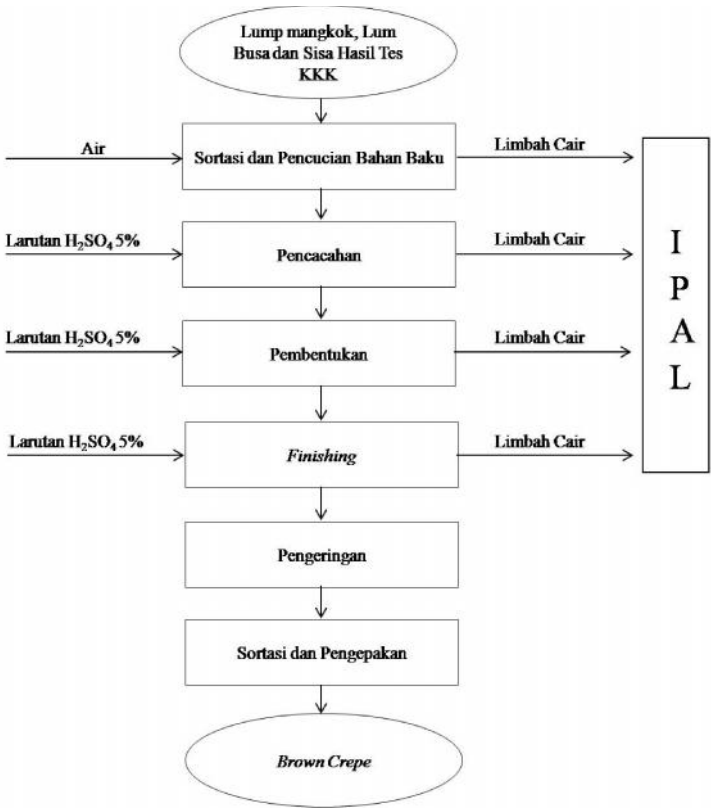 Lump mangkok, Lum
Busa dan Sisa Hasil Tes
KKK
Air
Sortasi dan Pencucian Bahan Baku
Limbah Cair
Larutan H₂SO₄ 5%
Pencacahan
Limbah Cair
Larutan H₂SO₄ 5%
Pembentukan
Limbah Cair
Larutan H₂SO₄ 5%
Finishing
Limbah Cair
I
P
A
L
Pengeringan
Sortasi dan Pengepakan
Brown Crepe